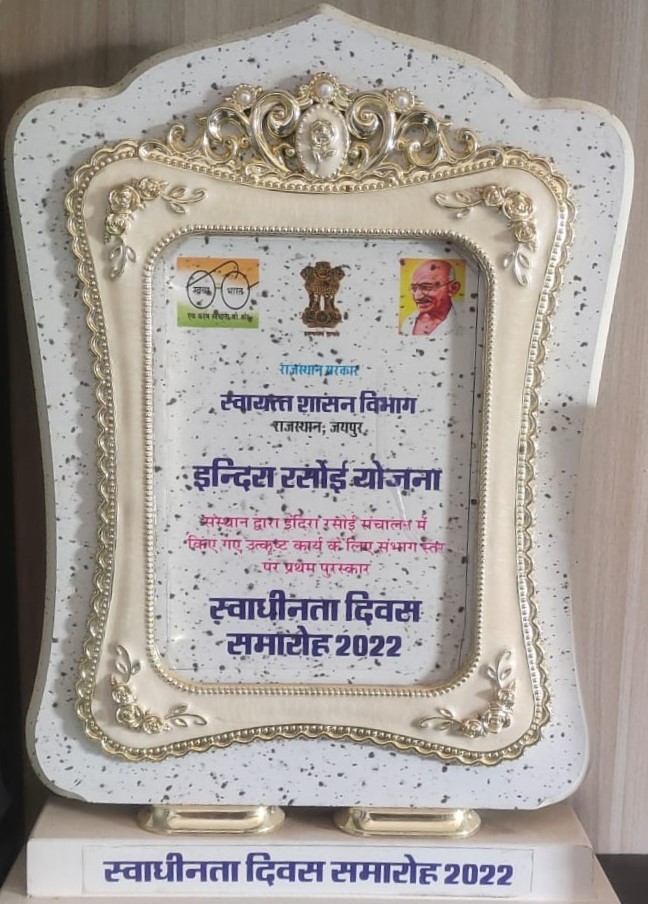 स्वच्छ भारत
एक कदम स्वच्छता की ओर
राजस्थान सरकार
स्वायत्त शासन विभाग
राजस्थान, जयपुर
इन्दिरा रसोई योजना
संस्थान द्वारा इंदिरा रसोई संचालन में
किए गए उत्कृष्ट कार्य के लिए संभाग स्तर
पर प्रथम पुरस्कार
स्वाधीनता दिवस
समारोह 2022
स्वाधीनता दिवस समारोह 2022